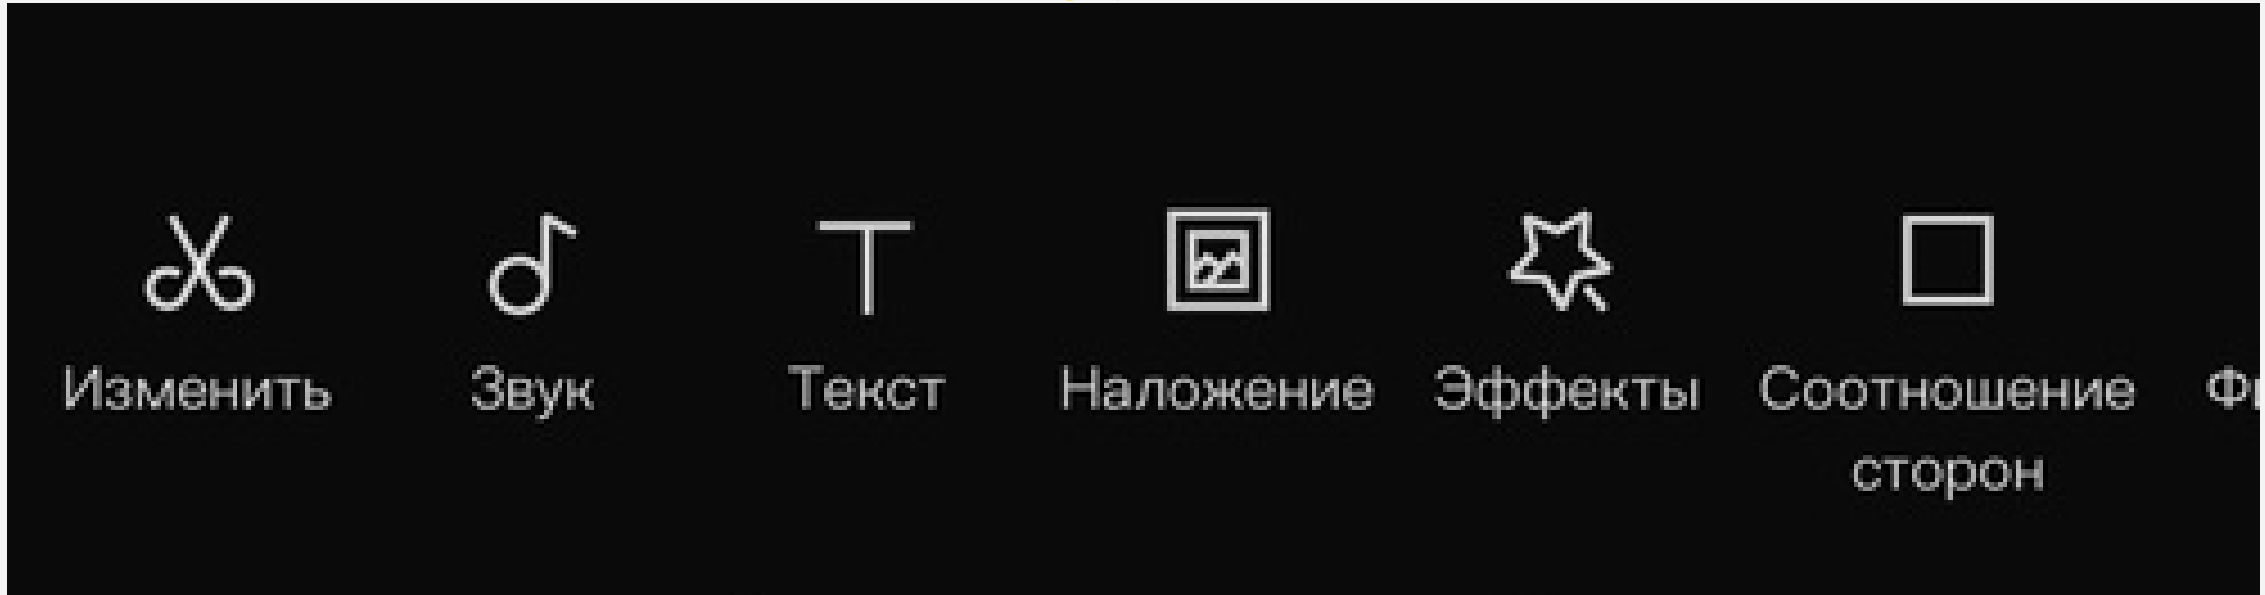 Изменить
Звук
Текст
Наложение
Эффекты
Соотношение
сторон